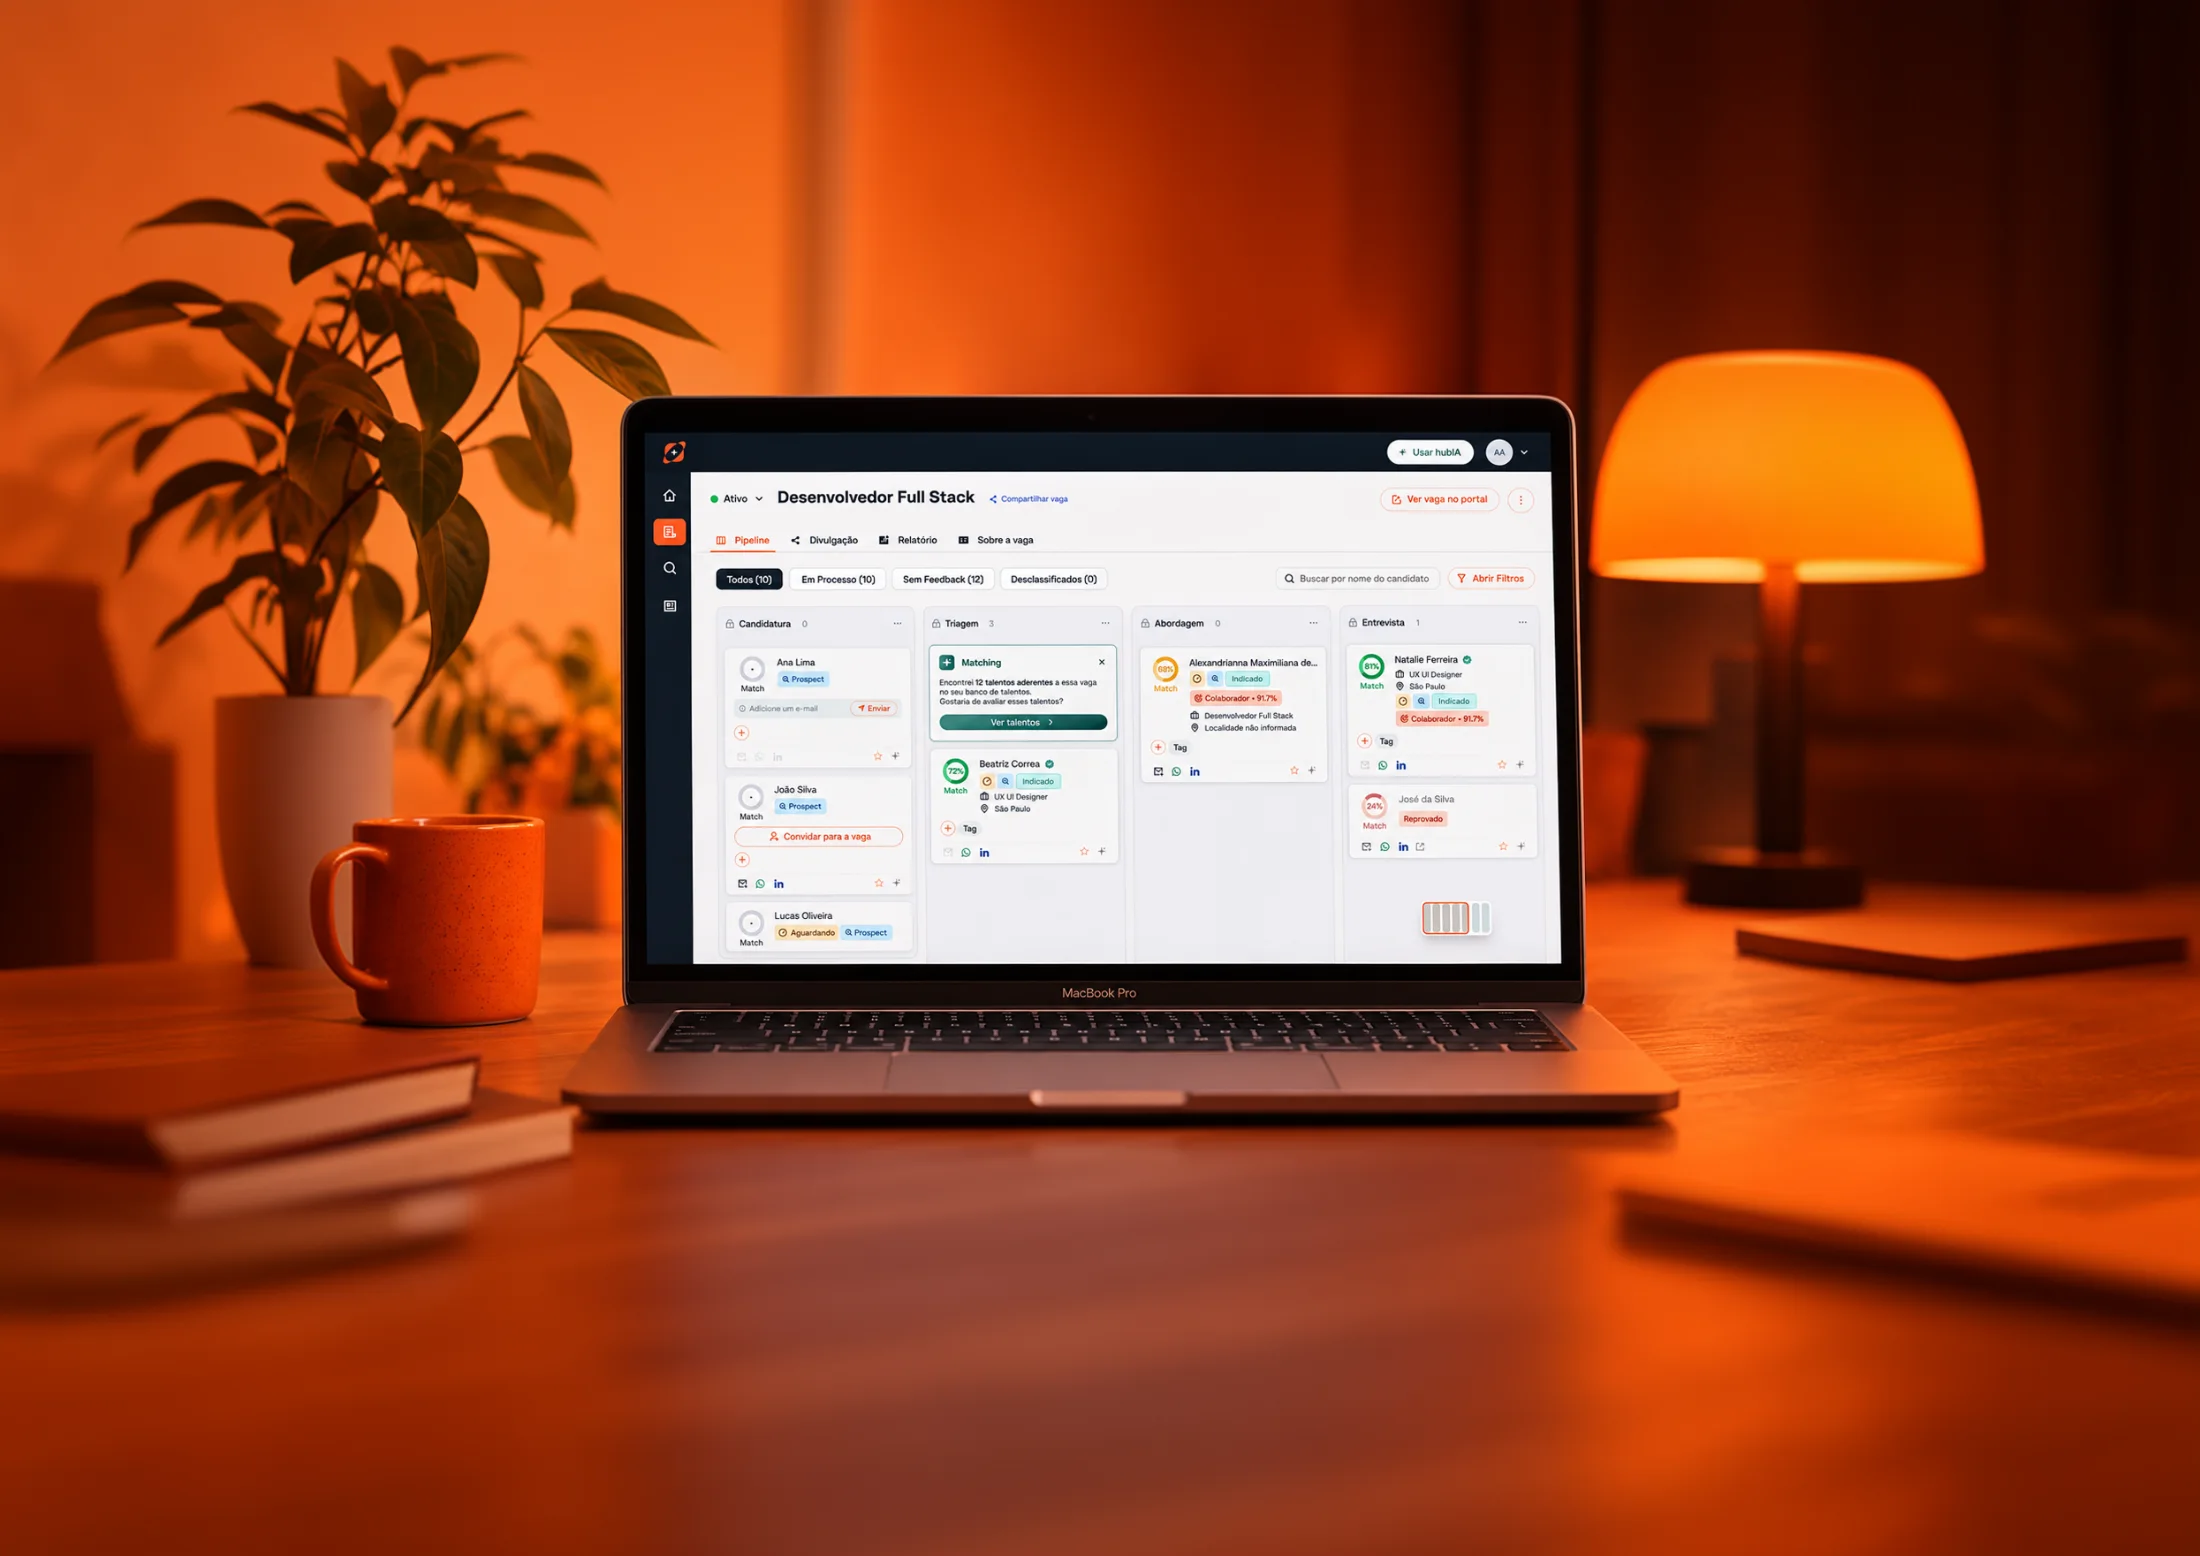 Usar hubIA
AA
Ativo
Desenvolvedor Full Stack
Compartilhar vaga
Ver vaga no portal
Pipeline
Divulgação
Relatório
Sobre a vaga
Todos (10)
Em Processo (10)
Sem Feedback (12)
Desclassificados (0)
Buscar por nome do candidato
Abrir Filtros
Candidatura 0
Ana Lima
Prospect
Match
Adicione um e-mail
Enviar
João Silva
Prospect
Match
Convidar para a vaga
in
Lucas Oliveira
Aguardando
Prospect
Match
Triagem 3
Matching
Encontrei 12 talentos aderentes a essa vaga
no seu banco de talentos.
Gostaria de avaliar esses talentos?
Ver talentos
72%
Match
Beatriz Correa
Indicado
UX UI Designer
São Paulo
Tag
in
Abordagem 0
68%
Match
Alexandrianna Maximiliana de...
Indicado
Colaborador • 91.7%
Desenvolvedor Full Stack
Localidade não informada
Tag
in
Entrevista 1
81%
Match
Natalie Ferreira
UX UI Designer
São Paulo
Indicado
Colaborador • 91.7%
Tag
in
24%
Match
José da Silva
Reprovado
in
MacBook Pro